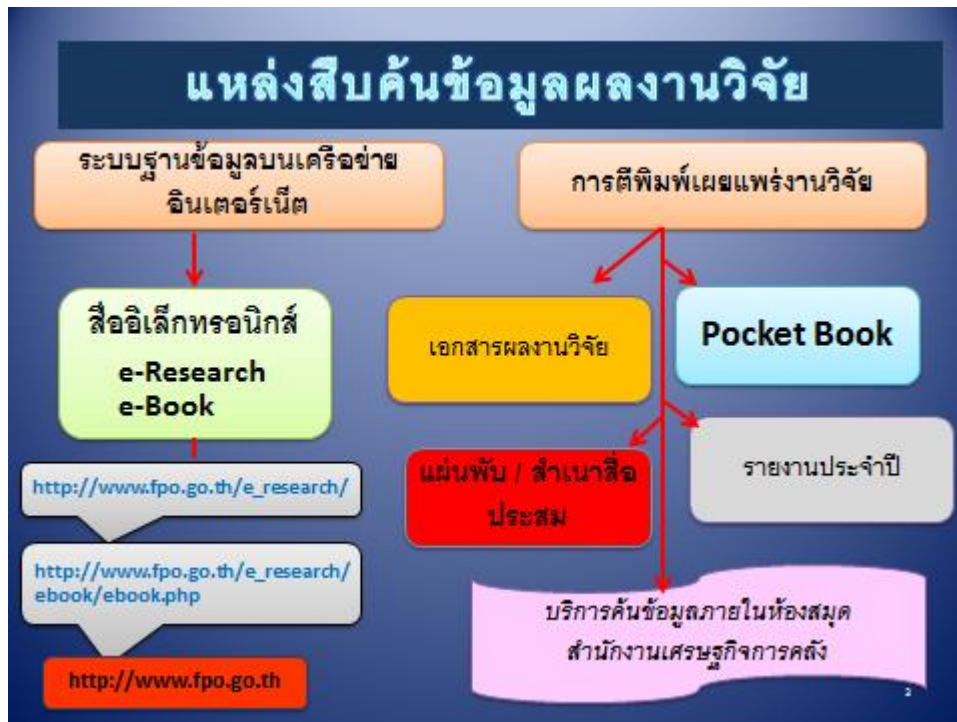 แหล่งสืบค้นข้อมูลผลงานวิจัย
ระบบฐานข้อมูลบนเครือข่าย
อินเตอร์เน็ต
สื่ออิเล็กทรอนิกส์
e-Research
e-Book
http://www.fpo.go.th/e_research/
http://www.fpo.go.th/e_research/
ebook/ebook.php
http://www.fpo.go.th
การตีพิมพ์เผยแพร่งานวิจัย
เอกสารผลงานวิจัย
Pocket Book
แผ่นพับ / สำเนาสื่อ
ประสม
รายงานประจำปี
บริการค้นข้อมูลภายในห้องสมุด
สำนักงานเศรษฐกิจการคลัง
2